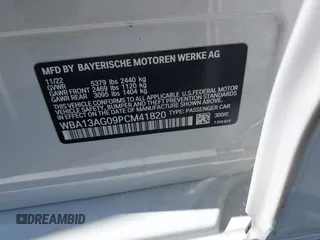 MFD BY BAYERISCHE MOTOREN WERKE AG
11/22
GVWR 5379 lbs 2440 kg
GAWR FRONT 2469 lbs 1120 kg
GAWR REAR 3095 lbs 1404 kg
THIS VEHICLE CONFORMS TO ALL APPLICABLE
U.S. FEDERAL MOTOR VEHICLE SAFETY, BUMPER
AND THEFT PREVENTION STANDARDS IN EFFECT ON
THE DATE OF MANUFACTURE SHOWN ABOVE.
WBA13AG09PCM41820 TYPE: PASSENGER CAR
300/0
DREAMBID